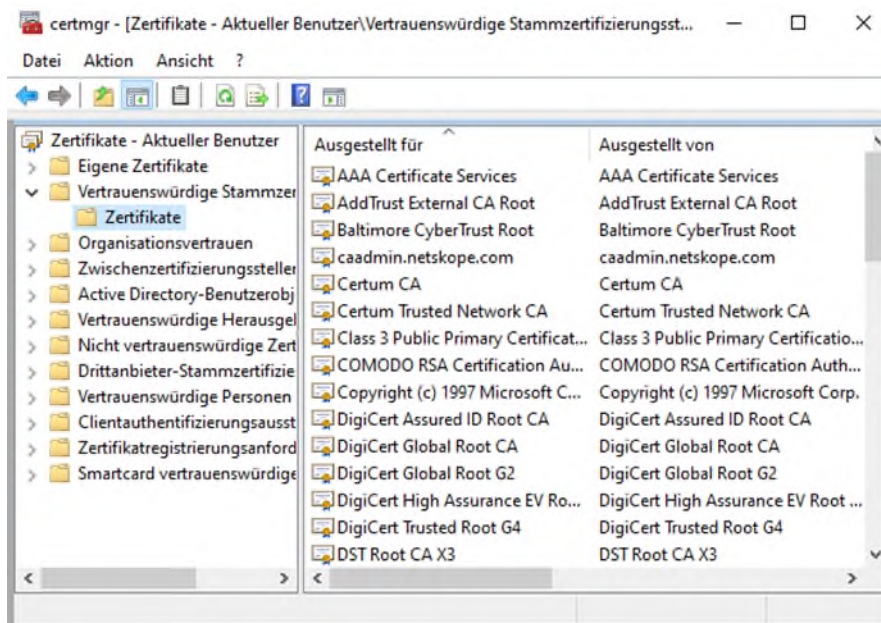 certmgr - [Zertifikate - Aktueller Benutzer\Vertrauenswürdige Stammzertifizierungsst...
Datei Aktion Ansicht ?
Zertifikate - Aktueller Benutzer
Eigene Zertifikate
Vertrauenswürdige Stammzer
Zertifikate
Organisationsvertrauen
Zwischenzertifizierungsstellen
Active Directory-Benutzerobj
Vertrauenswürdige Herausgel
Nicht vertrauenswürdige Zert
Drittanbieter-Stammzertifizie
Vertrauenswürdige Personen
Clientauthentifizierungsausst
Zertifikatregistrierungsanford
Smartcard vertrauenswürdige
Ausgestellt für Ausgestellt von
AAA Certificate Services AAA Certificate Services
AddTrust External CA Root AddTrust External CA Root
Baltimore CyberTrust Root Baltimore CyberTrust Root
caadmin.netskope.com caadmin.netskope.com
Certum CA Certum CA
Certum Trusted Network CA Certum Trusted Network CA
Class 3 Public Primary Certificat... Class 3 Public Primary Certificatio...
COMODO RSA Certification Au... COMODO RSA Certification Auth...
Copyright (c) 1997 Microsoft C... Copyright (c) 1997 Microsoft Corp.
DigiCert Assured ID Root CA DigiCert Assured ID Root CA
DigiCert Global Root CA DigiCert Global Root CA
DigiCert Global Root G2 DigiCert Global Root G2
DigiCert High Assurance EV Ro... DigiCert High Assurance EV Root ...
DigiCert Trusted Root G4 DigiCert Trusted Root G4
DST Root CA X3 DST Root CA X3